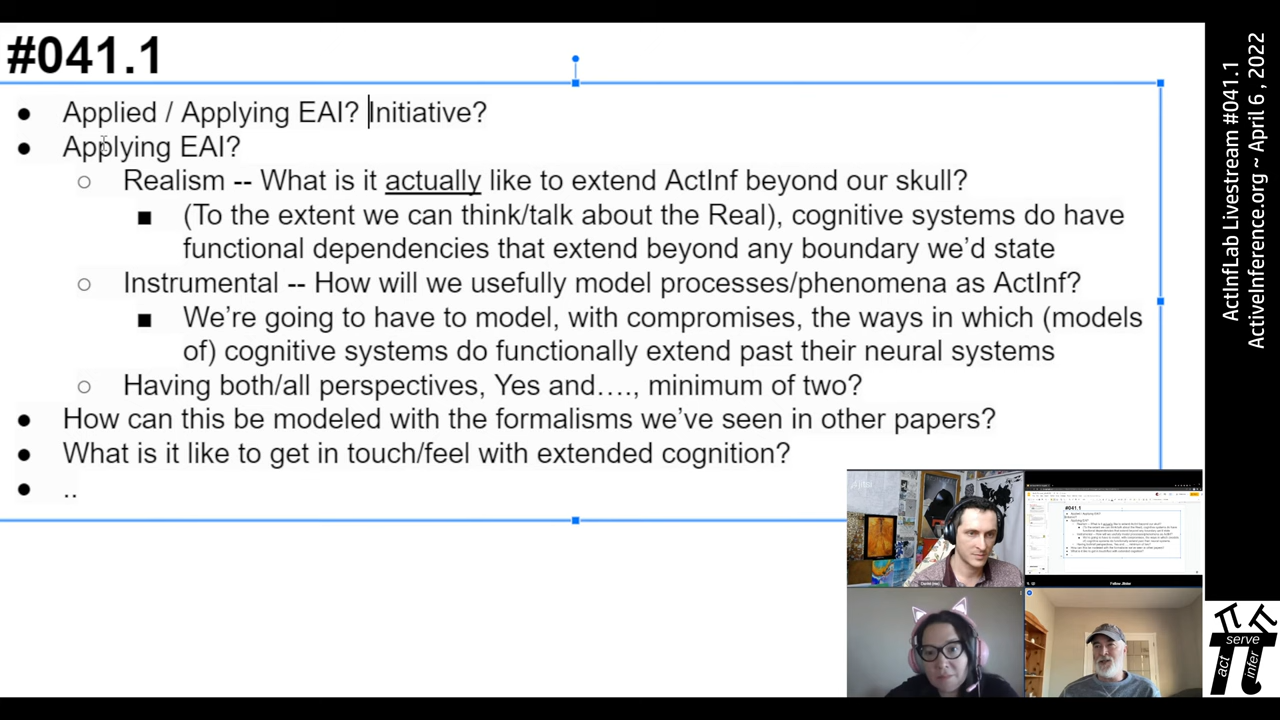 #041.1
● Applied / Applying EAI? Initiative?
● Applying EAI?
○ Realism -- What is it actually like to extend ActInf beyond our skull?
■ (To the extent we can think/talk about the Real), cognitive systems do have
functional dependencies that extend beyond any boundary we’d state
○ Instrumental -- How will we usefully model processes/phenomena as ActInf?
■ We’re going to have to model, with compromises, the ways in which (models
of) cognitive systems do functionally extend past their neural systems
○ Having both/all perspectives, Yes and…., minimum of two?
● How can this be modeled with the formalisms we’ve seen in other papers?
● What is it like to get in touch/feel with extended cognition?
● ..
ActInfLab Livestream #041.1
ActiveInference.org ~ April 6, 2022
#041.1
act
serve
infer